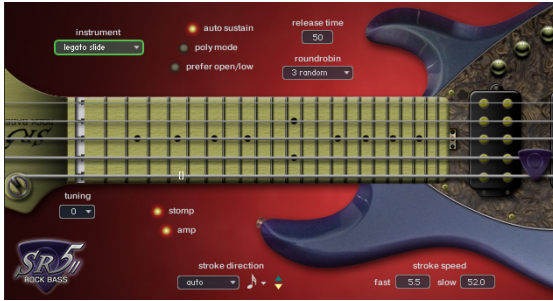 instrument
legato slide
auto sustain
poly mode
prefer open/low
release time
50
roundrobin
3 random
tuning
0
stomp
amp
SR5
ROCK BASS
stroke direction
auto
stroke speed
fast 5.5 slow 52.0